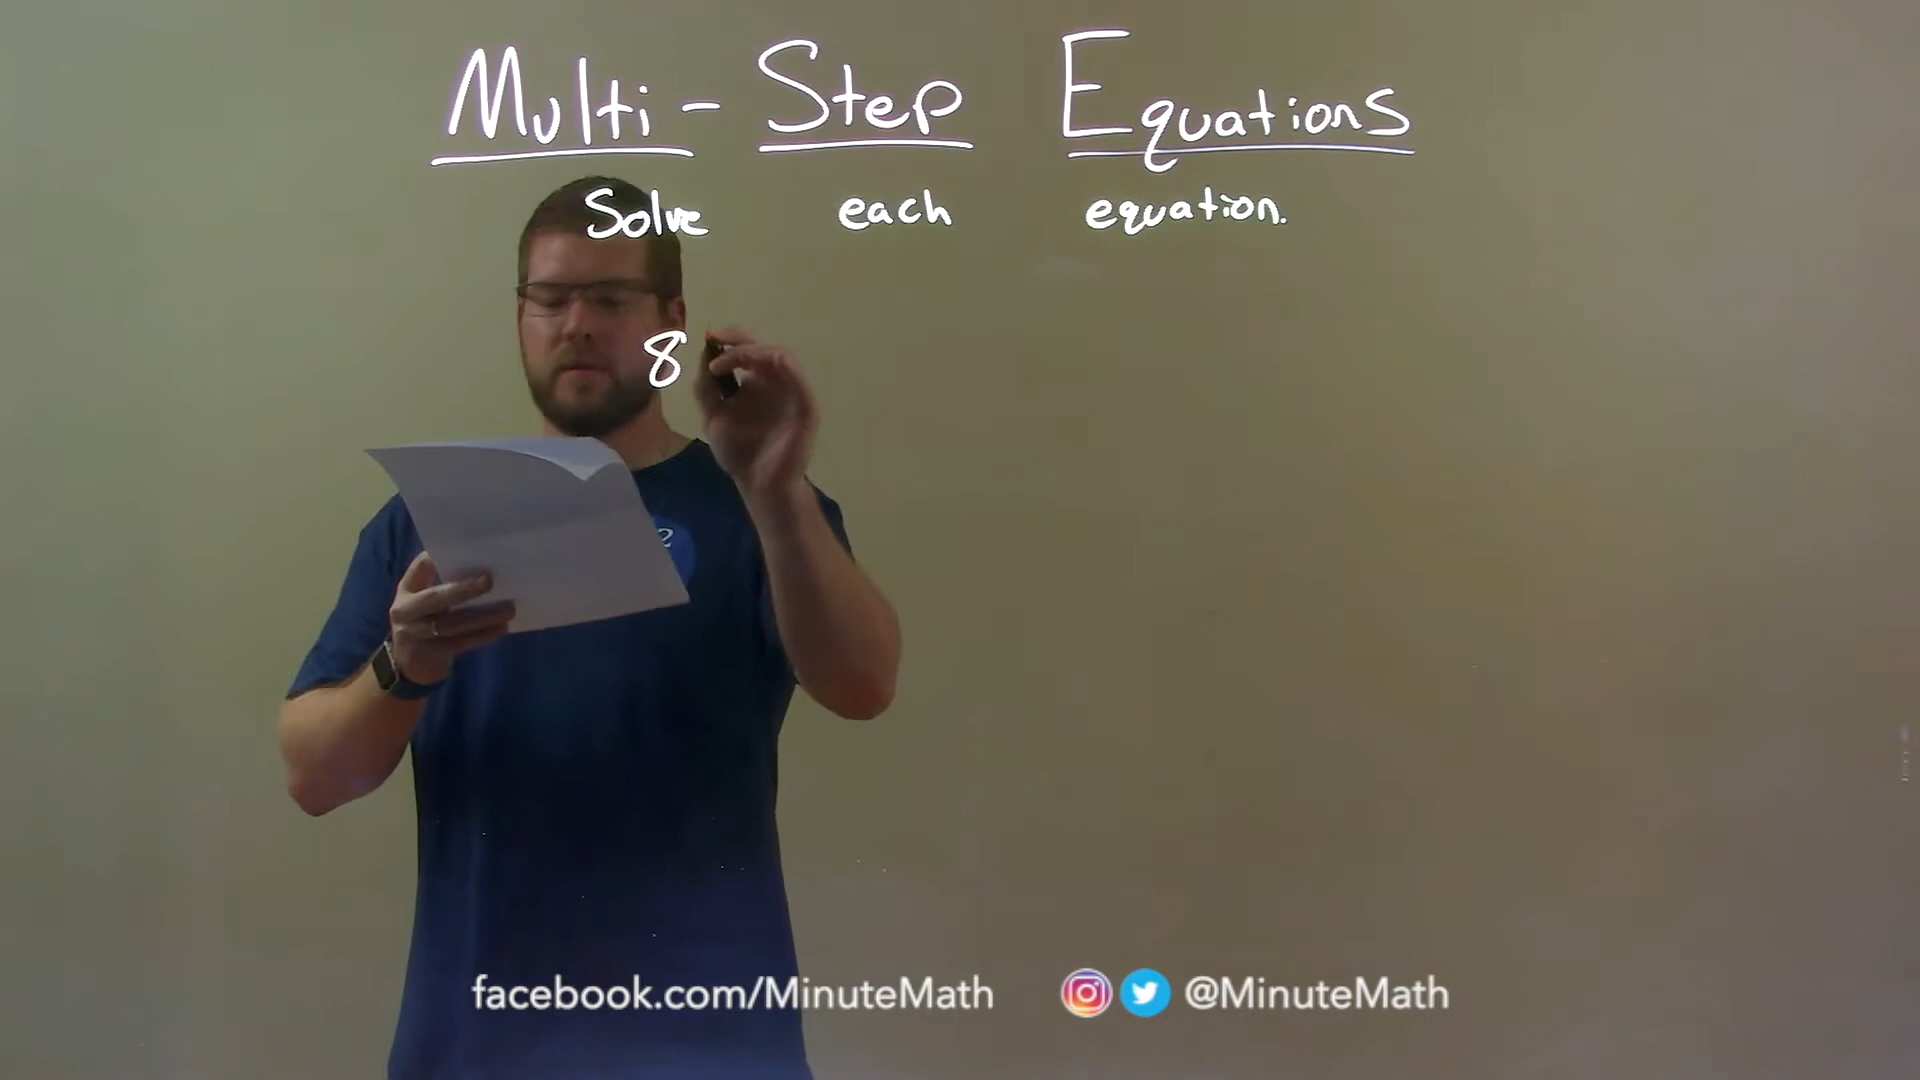 Multi-Step Equations
Solve each equation.
8
facebook.com/MinuteMath @MinuteMath